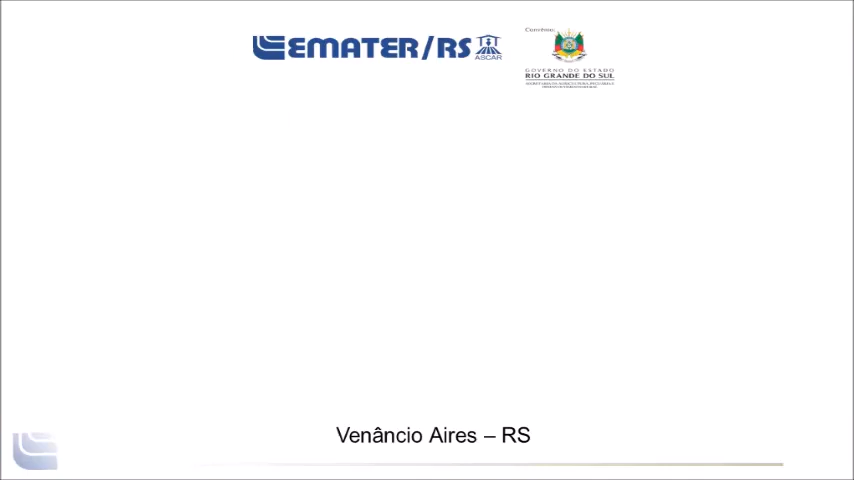 EMATER/RS
ASCAR
Convênio:
GOVERNO DO ESTADO
RIO GRANDE DO SUL
Venâncio Aires – RS